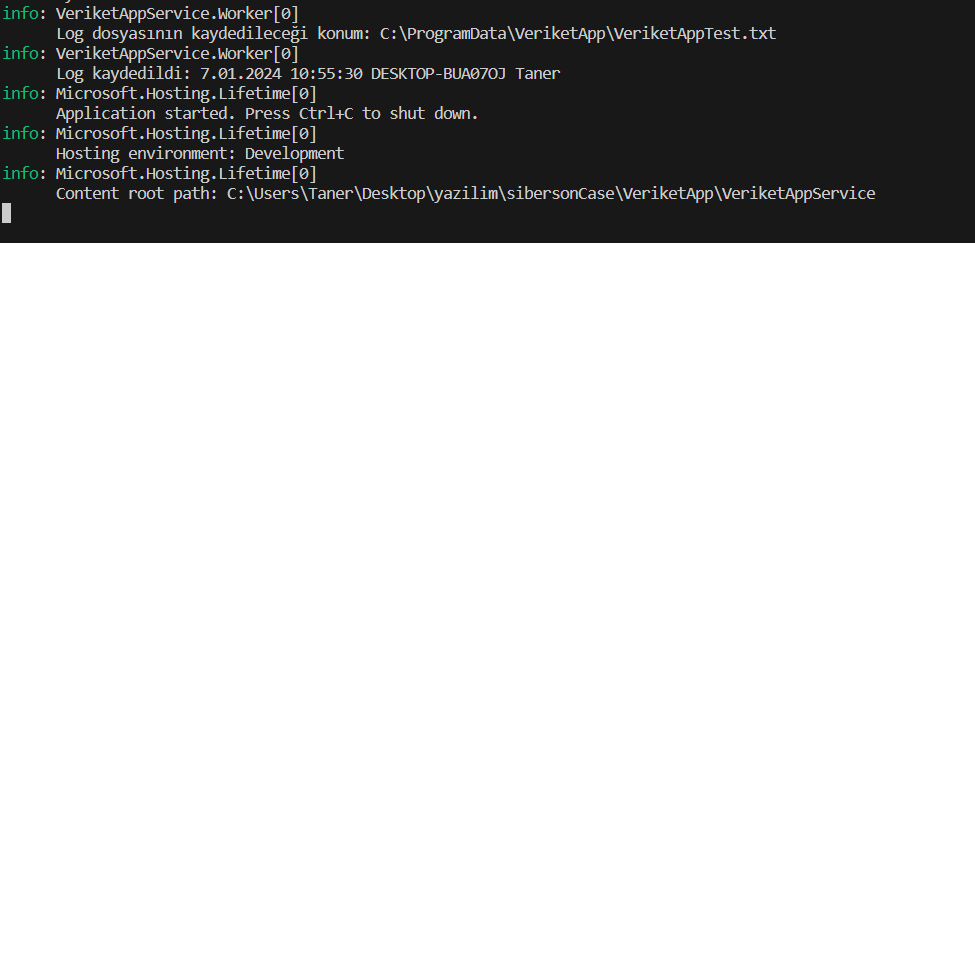 info: VeriketAppService.Worker[0]
Log dosyasının kaydedileceği konum: C:\ProgramData\VeriketApp\VeriketAppTest.txt
info: VeriketAppService.Worker[0]
Log kaydedildi: 7.01.2024 10:55:30 DESKTOP-BUA07OJ Taner
info: Microsoft.Hosting.Lifetime[0]
Application started. Press Ctrl+C to shut down.
info: Microsoft.Hosting.Lifetime[0]
Hosting environment: Development
info: Microsoft.Hosting.Lifetime[0]
Content root path: C:\Users\Taner\Desktop\yazilim\sibersonCase\VeriketApp\VeriketAppService